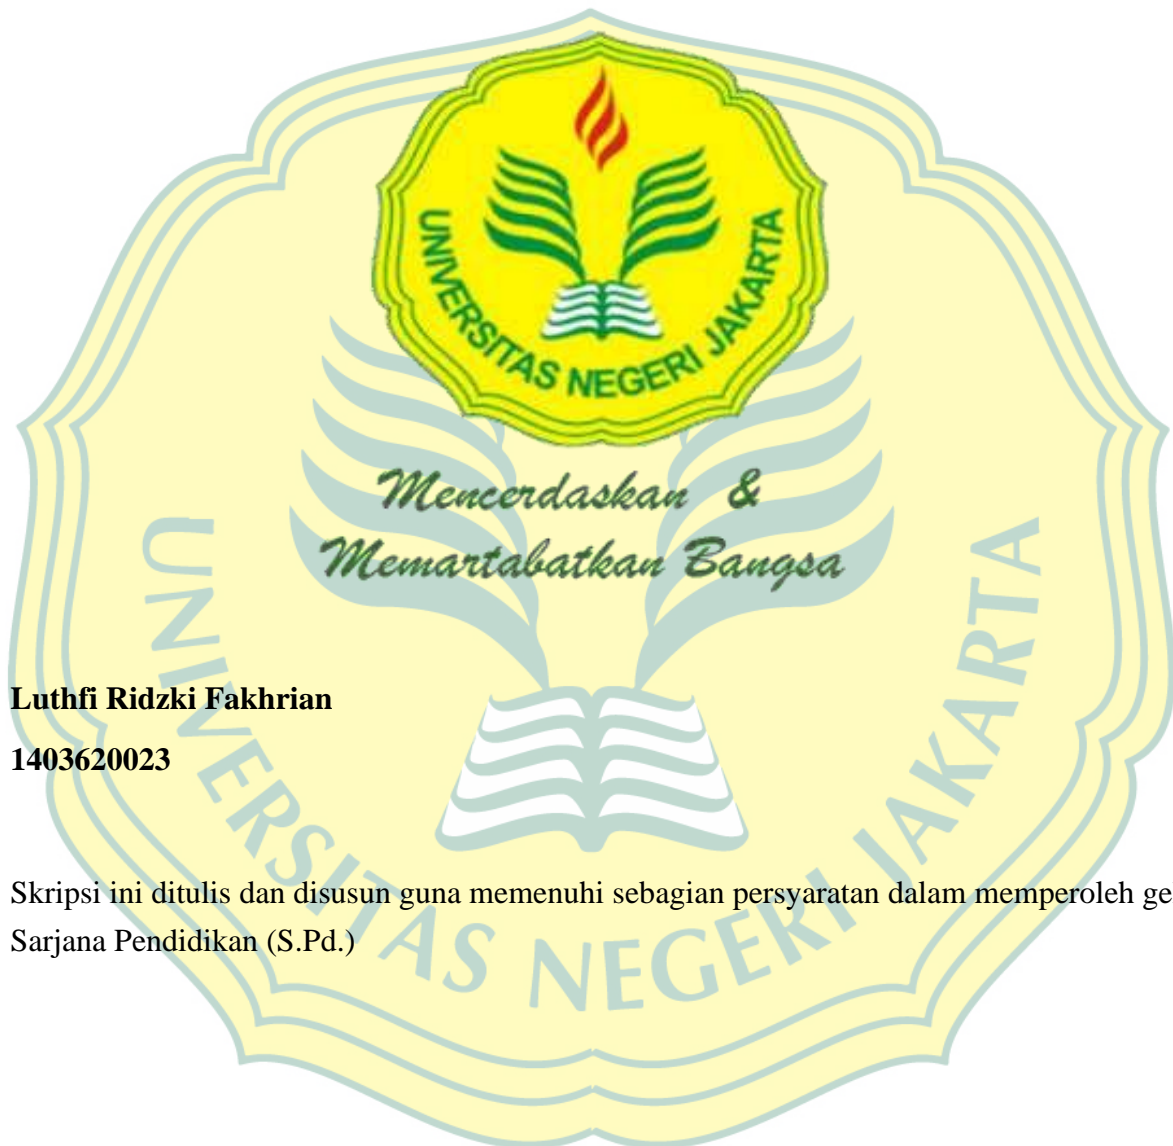 UNIVERSITAS NEGERI JAKARTA
Mencerdaskan &
Memartabatkan Bangsa
Luthfi Ridzki Fakhrian
1403620023
Skripsi ini ditulis dan disusun guna memenuhi sebagian persyaratan dalam memperoleh ge
Sarjana Pendidikan (S.Pd.)
UNIVERSITAS NEGERI JAKARTA